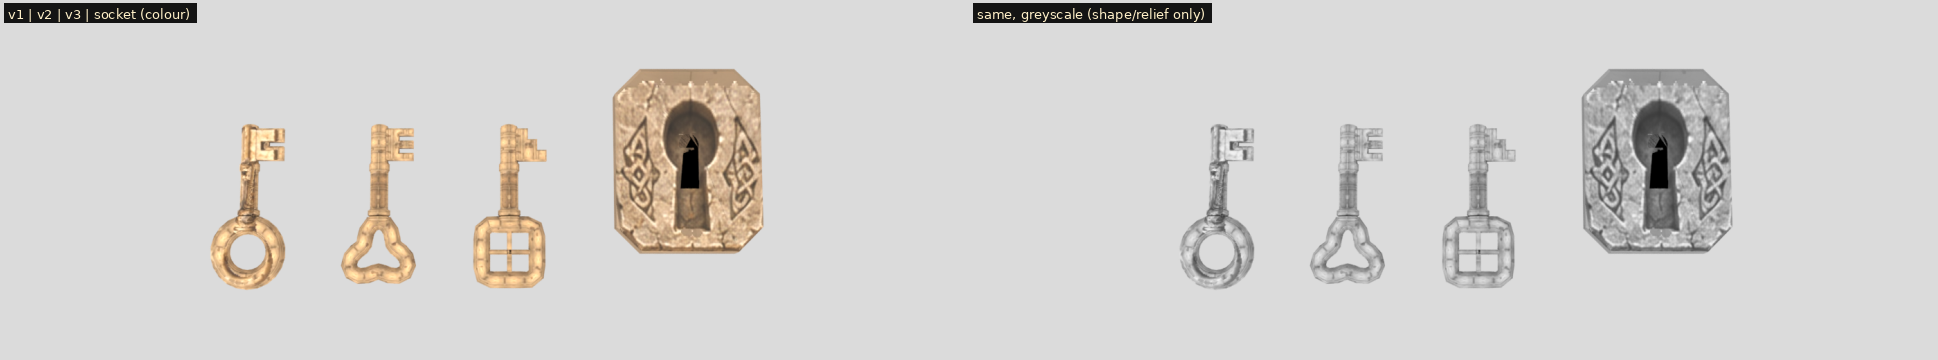 v1 | v2 | v3 | socket (colour)
same, greyscale (shape/relief only)